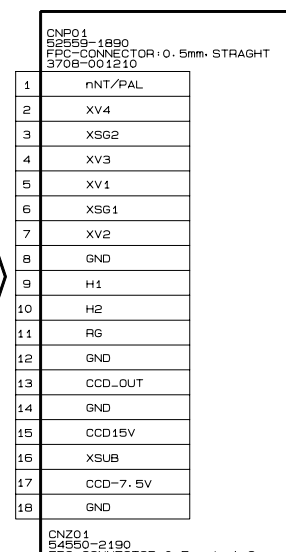 CNP01
52559-1890
FPC-CONNECTOR:0.5mm.STRAGHT
3708-001210
1 nNT/PAL
2 XV4
3 XSG2
4 XV3
5 XV1
6 XSG1
7 XV2
8 GND
9 H1
10 H2
11 RG
12 GND
13 CCD_OUT
14 GND
15 CCD15V
16 XSUB
17 CCD-7.5V
18 GND
CNZ01
54550-2190